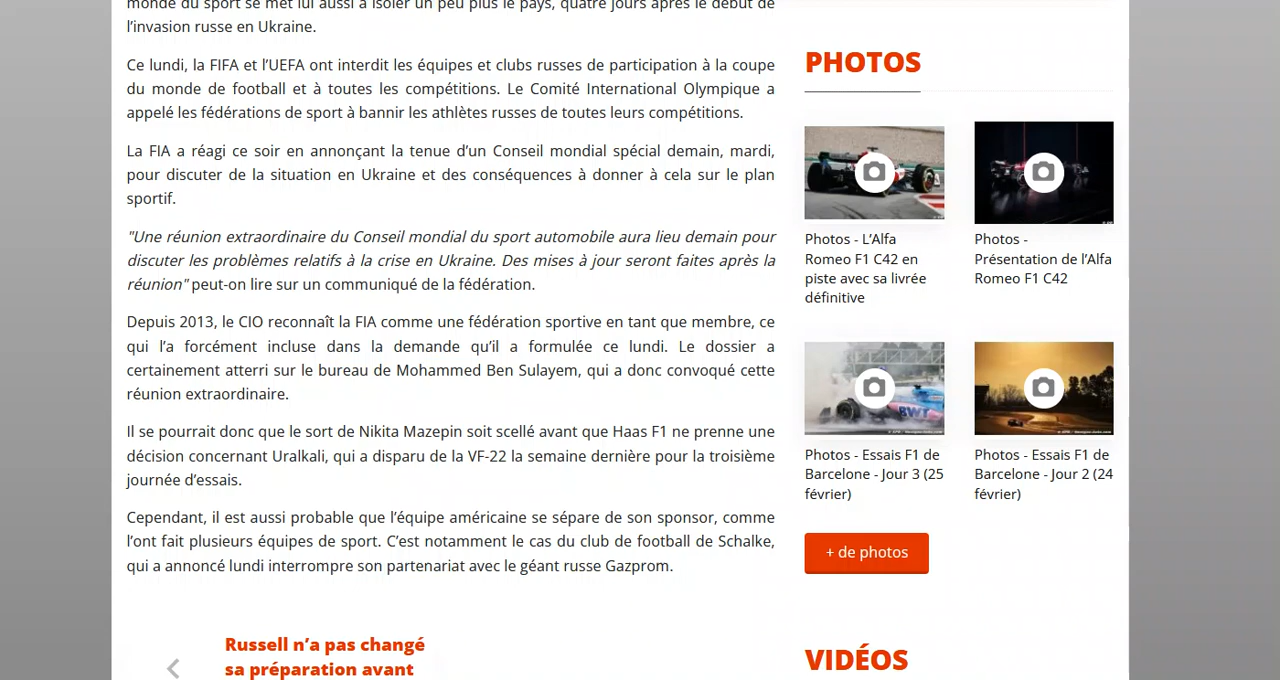 monde du sport se met lui aussi à isoler un peu plus le pays, quatre jours après le début de
l’invasion russe en Ukraine.
Ce lundi, la FIFA et l’UEFA ont interdit les équipes et clubs russes de participation à la coupe
du monde de football et à toutes les compétitions. Le Comité International Olympique a
appelé les fédérations de sport à bannir les athlètes russes de toutes leurs compétitions.
La FIA a réagi ce soir en annonçant la tenue d’un Conseil mondial spécial demain, mardi,
pour discuter de la situation en Ukraine et des conséquences à donner à cela sur le plan
sportif.
"Une réunion extraordinaire du Conseil mondial du sport automobile aura lieu demain pour
discuter les problèmes relatifs à la crise en Ukraine. Des mises à jour seront faites après la
réunion" peut-on lire sur un communiqué de la fédération.
Depuis 2013, le CIO reconnaît la FIA comme une fédération sportive en tant que membre, ce
qui l’a forcément incluse dans la demande qu’il a formulée ce lundi. Le dossier a
certainement atterri sur le bureau de Mohammed Ben Sulayem, qui a donc convoqué cette
réunion extraordinaire.
Il se pourrait donc que le sort de Nikita Mazepin soit scellé avant que Haas F1 ne prenne une
décision concernant Uralkali, qui a disparu de la VF-22 la semaine dernière pour la troisième
journée d’essais.
Cependant, il est aussi probable que l’équipe américaine se sépare de son sponsor, comme
l’ont fait plusieurs équipes de sport. C’est notamment le cas du club de football de Schalke,
qui a annoncé lundi interrompre son partenariat avec le géant russe Gazprom.
Russell n’a pas changé
sa préparation avant
PHOTOS
Photos - L’Alfa
Romeo F1 C42 en
piste avec sa livrée
définitive
Photos -
Présentation de l’Alfa
Romeo F1 C42
BWT
Photos - Essais F1 de
Barcelone - Jour 3 (25
février)
Photos - Essais F1 de
Barcelone - Jour 2 (24
février)
+ de photos
VIDÉOS